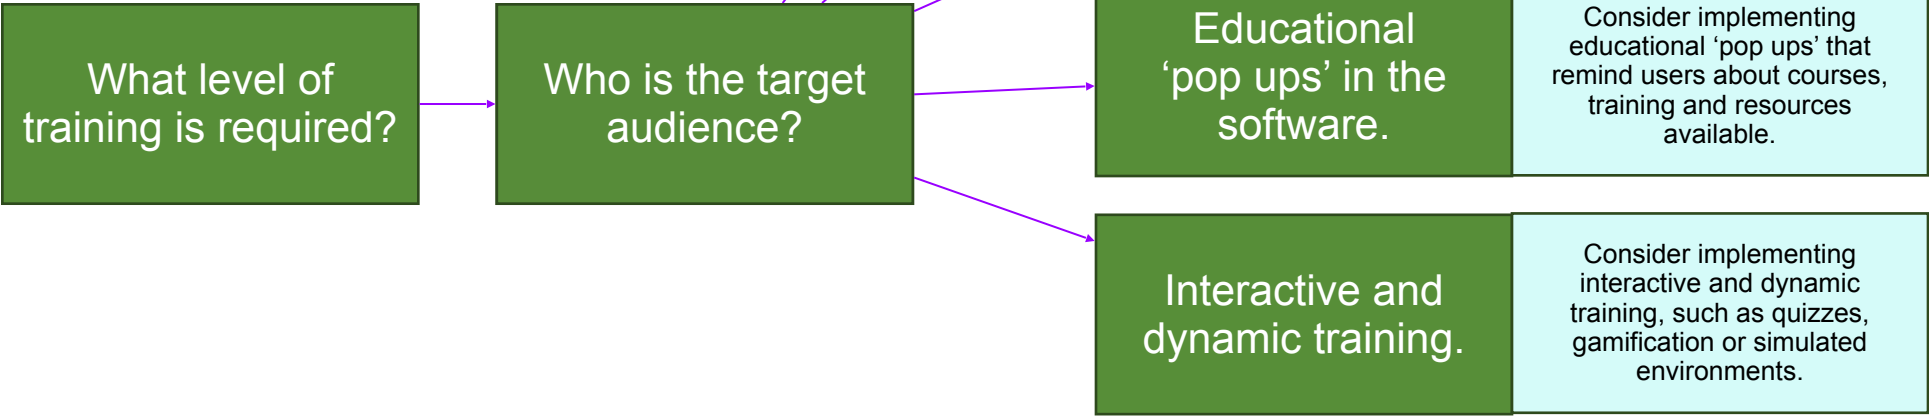 What level of
training is required?
Who is the target
audience?
Educational
‘pop ups’ in the
software.
Consider implementing
educational ‘pop ups’ that
remind users about courses,
training and resources
available.
Interactive and
dynamic training.
Consider implementing
interactive and dynamic
training, such as quizzes,
gamification or simulated
environments.